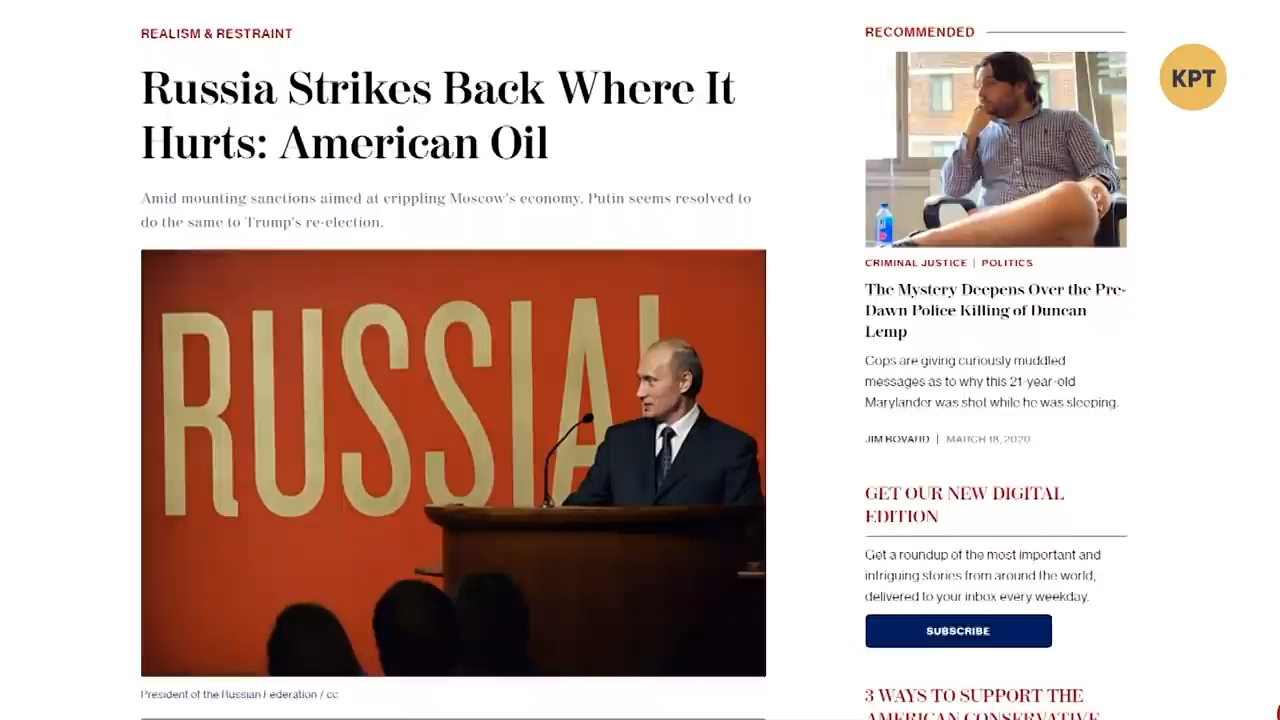 REALISM & RESTRAINT
Russia Strikes Back Where It
Hurts: American Oil
Amid mounting sanctions aimed at crippling Moscow's economy, Putin seems resolved to
do the same to Trump's re-election.
RUSSIA
President of the Russian Federation / cc
RECOMMENDED
KPT
CRIMINAL JUSTICE | POLITICS
The Mystery Deepens Over the Pre-
Dawn Police Killing of Duncan
Lemp
Cops are giving curiously muddled
messages as to why this 21-year-old
Marylander was shot while he was sleeping.
JIM BOVARD | MARCH 18, 2020
GET OUR NEW DIGITAL
EDITION
Get a roundup of the most important and
intriguing stories from around the world,
delivered to your inbox every weekday.
SUBSCRIBE
3 WAYS TO SUPPORT THE
AMERICAN CONSERVATIVE